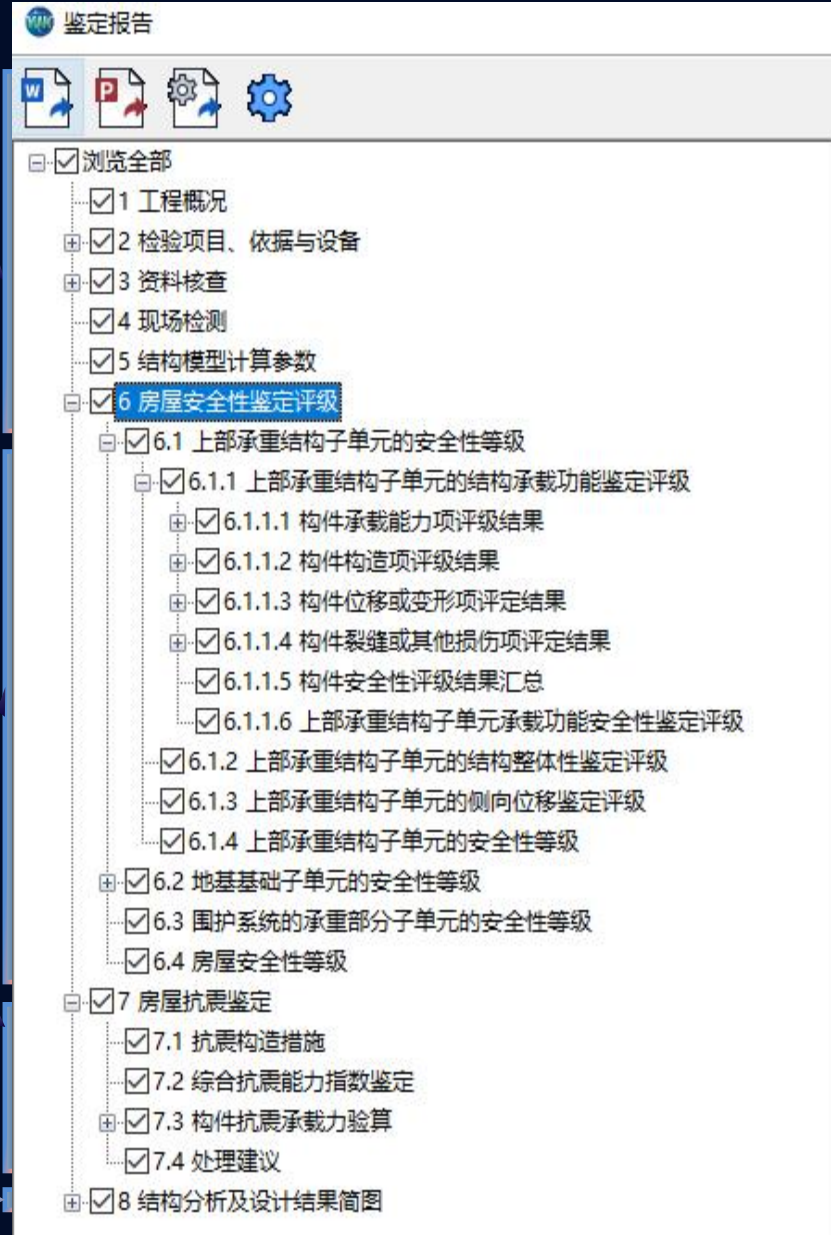 鉴定报告
W P
浏览全部
1 工程概况
2 检验项目、依据与设备
3 资料核查
4 现场检测
5 结构模型计算参数
6 房屋安全性鉴定评级
6.1 上部承重结构子单元的安全性等级
6.1.1 上部承重结构子单元的结构承载功能鉴定评级
6.1.1.1 构件承载能力项评级结果
6.1.1.2 构件构造项评级结果
6.1.1.3 构件位移或变形项评定结果
6.1.1.4 构件裂缝或其他损伤项评定结果
6.1.1.5 构件安全性评级结果汇总
6.1.1.6 上部承重结构子单元承载功能安全性鉴定评级
6.1.2 上部承重结构子单元的结构整体性鉴定评级
6.1.3 上部承重结构子单元的侧向位移鉴定评级
6.1.4 上部承重结构子单元的安全性等级
6.2 地基基础子单元的安全性等级
6.3 围护系统的承重部分子单元的安全性等级
6.4 房屋安全性等级
7 房屋抗震鉴定
7.1 抗震构造措施
7.2 综合抗震能力指数鉴定
7.3 构件抗震承载力验算
7.4 处理建议
8 结构分析及设计结果简图